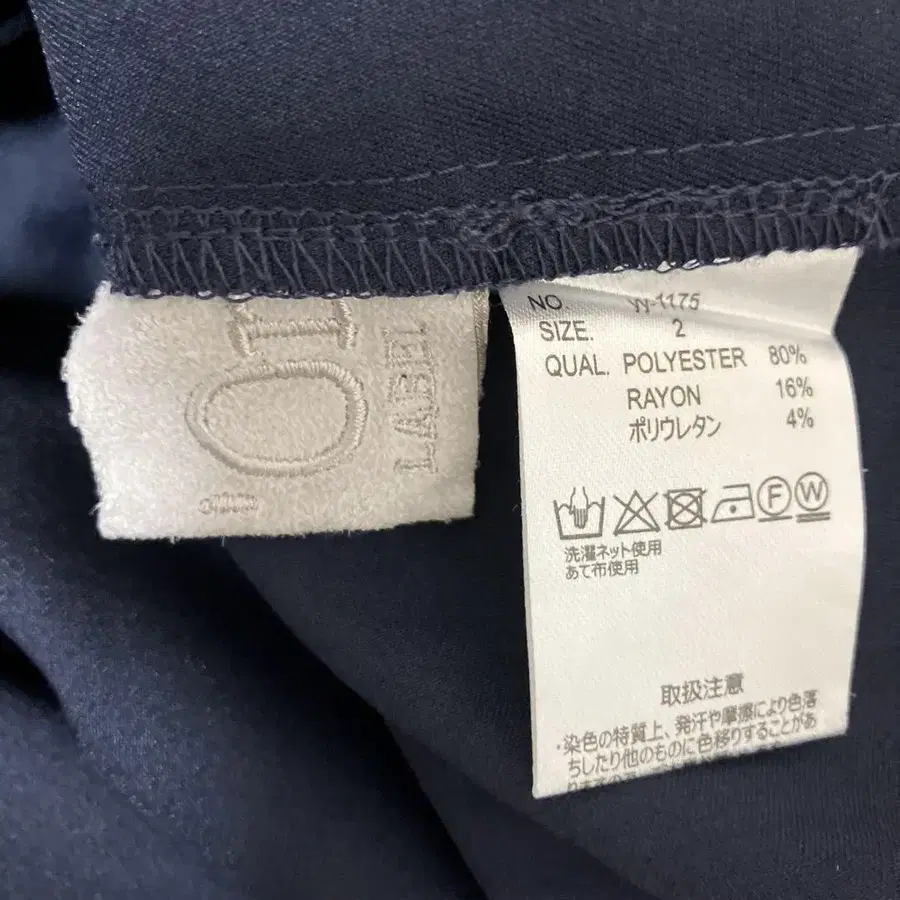 LABEL
NO W-1175
SIZE. 2
QUAL. POLYESTER 80%
RAYON 16%
ポリウレタン 4%
F W
洗濯ネット使用
あて布使用
取扱注意
・染色の特質上、発汗や摩擦により色落
ちしたり他のものに色移りすることがあ